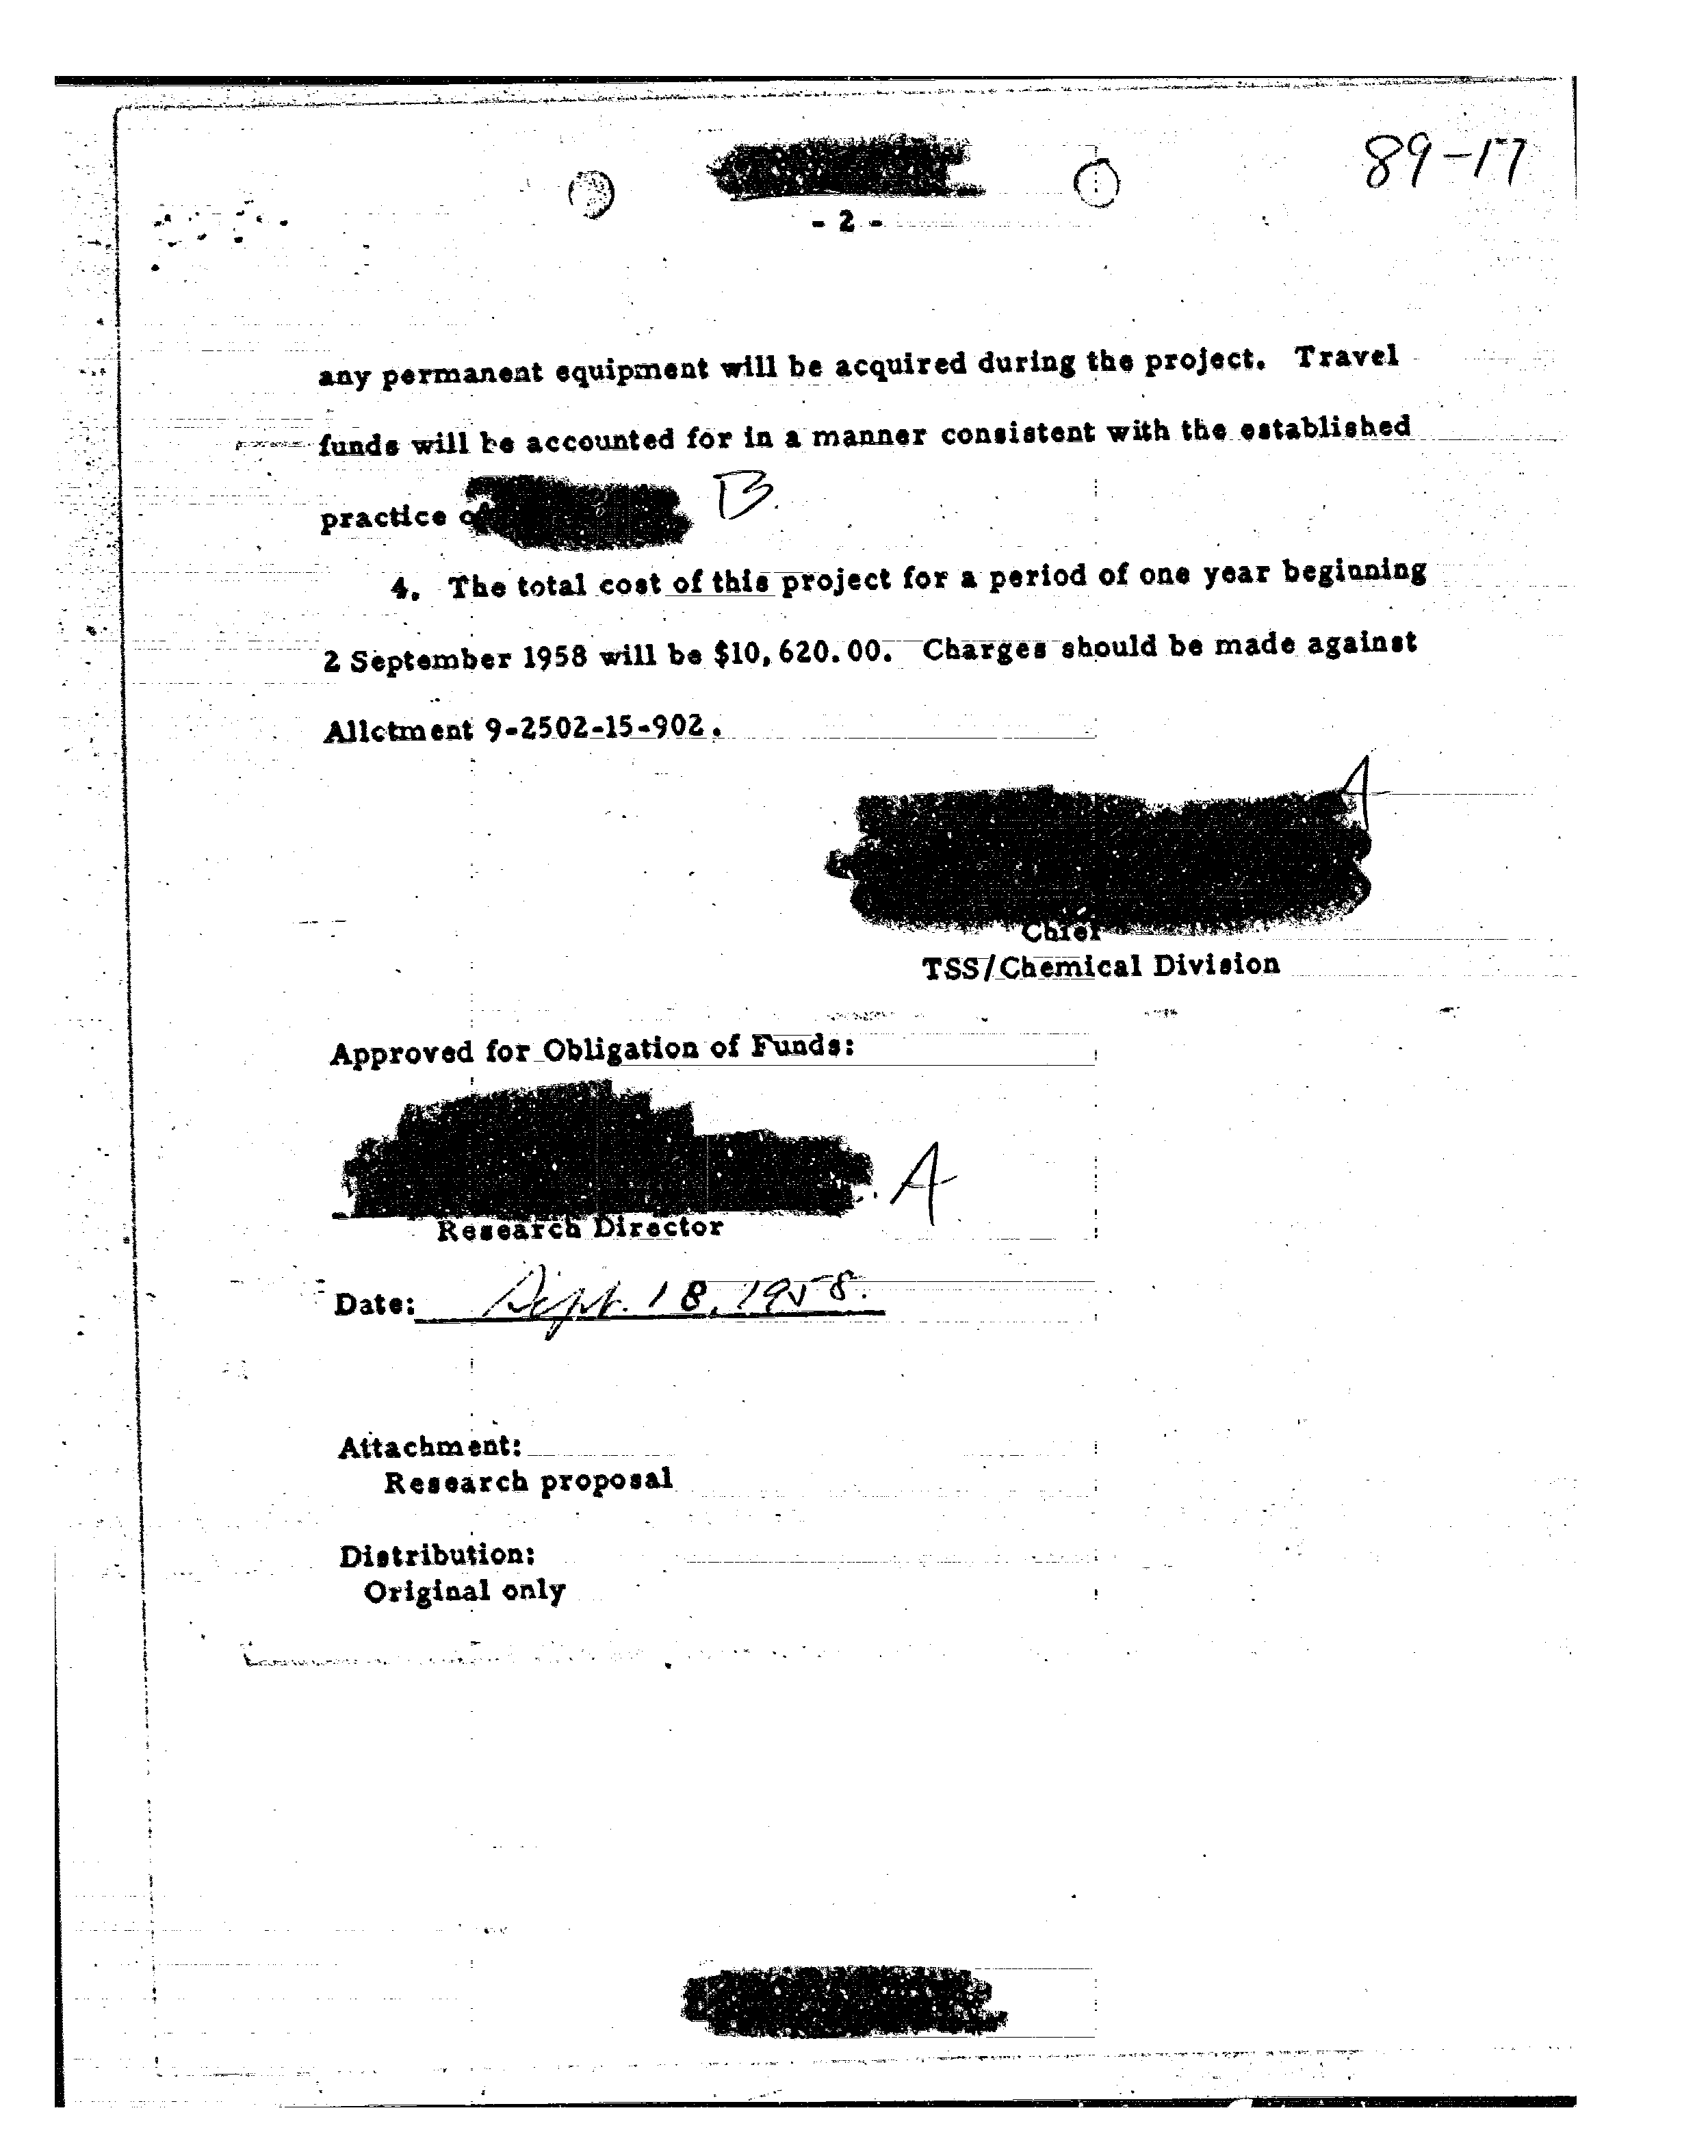 89-17
- 2 -
any permanent equipment will be acquired during the project. Travel
funds will be accounted for in a manner consistent with the established
practice of
B
4. The total cost of this project for a period of one year beginning
2 September 1958 will be $10,620.00. Charges should be made against
Allotment 9-2502-15-902.
A
Chief
TSS/Chemical Division
Approved for Obligation of Funds:
A
Research Director
Date: Sept. 18, 1958.
Attachment:
Research proposal
Distribution:
Original only